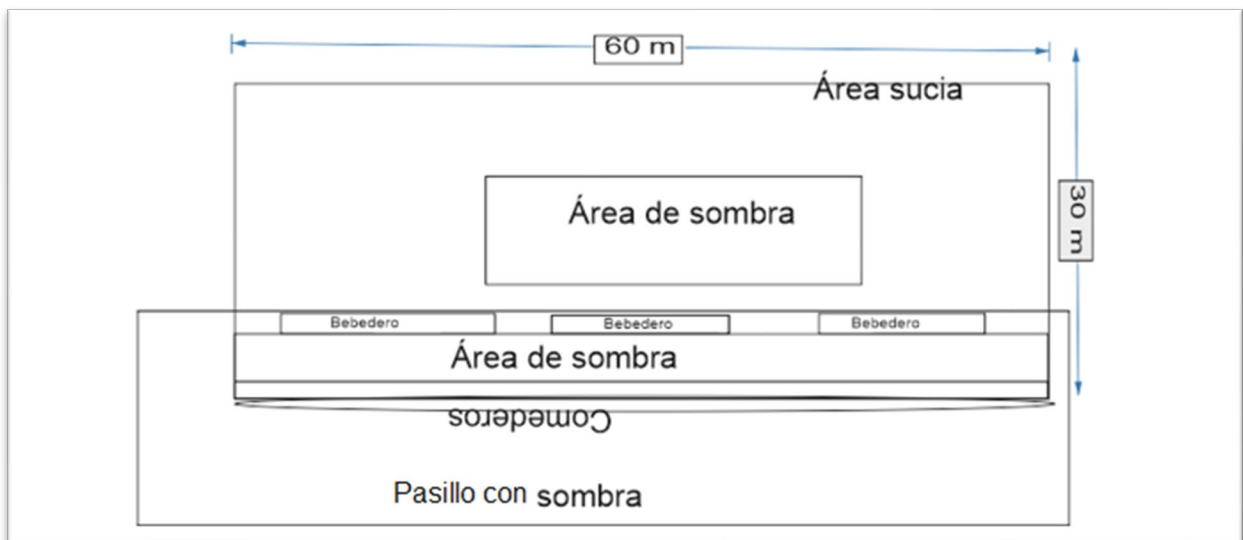 60 m
Área sucia
30 m
Área de sombra
Bebedero
Bebedero
Bebedero
Área de sombra
Comederos
Pasillo con sombra